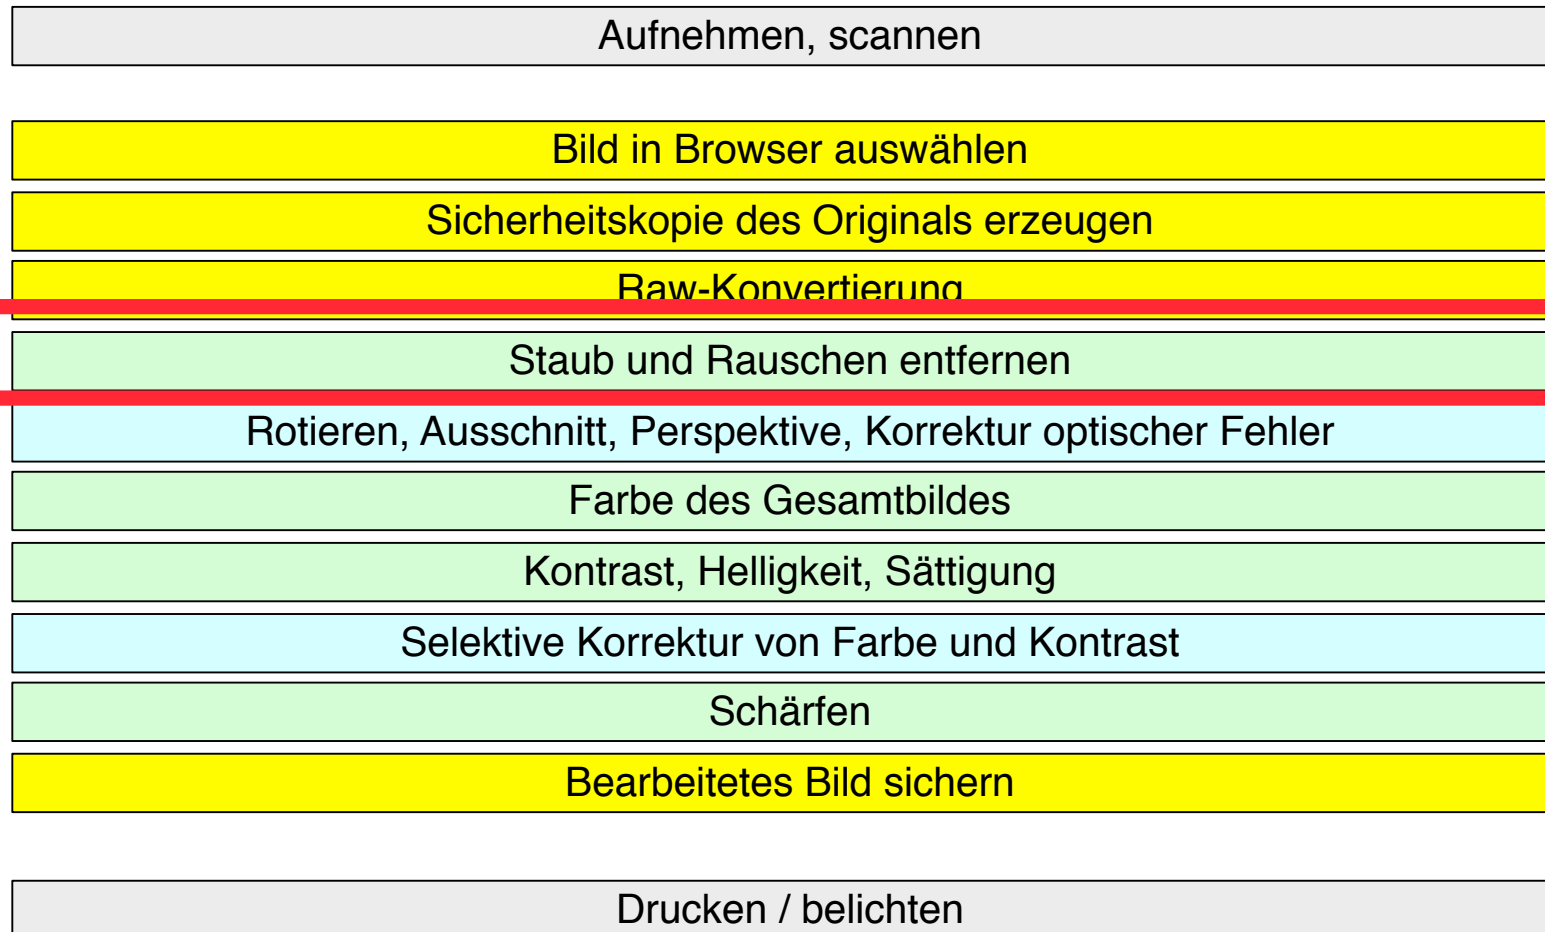 Aufnehmen, scannen
Bild in Browser auswählen
Sicherheitskopie des Originals erzeugen
Raw-Konvertierung
Staub und Rauschen entfernen
Rotieren, Ausschnitt, Perspektive, Korrektur optischer Fehler
Farbe des Gesamtbildes
Kontrast, Helligkeit, Sättigung
Selektive Korrektur von Farbe und Kontrast
Schärfen
Bearbeitetes Bild sichern
Drucken / belichten